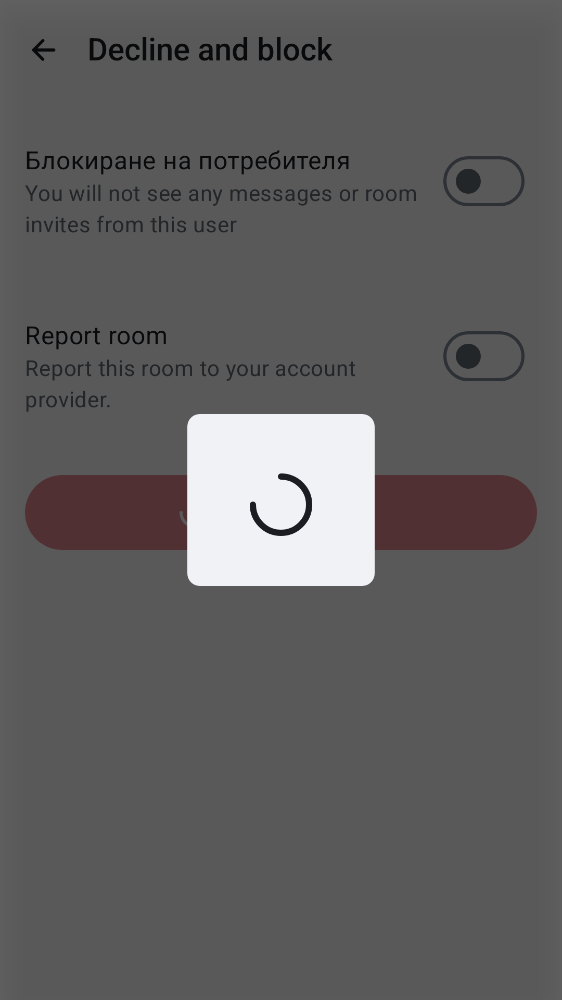 Decline and block
Блокиране на потребителя
You will not see any messages or room
invites from this user
Report room
Report this room to your account
provider.